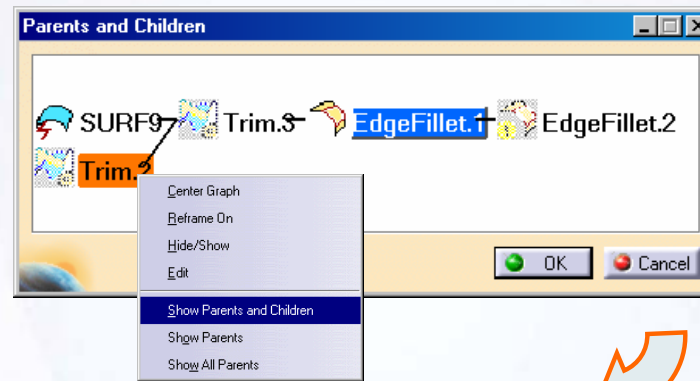 Parents and Children
SURF9 Trim.3 EdgeFillet.1 EdgeFillet.2
Trim.2
Center Graph
Reframe On
Hide/Show
Edit
OK Cancel
Show Parents and Children
Show Parents
Show All Parents